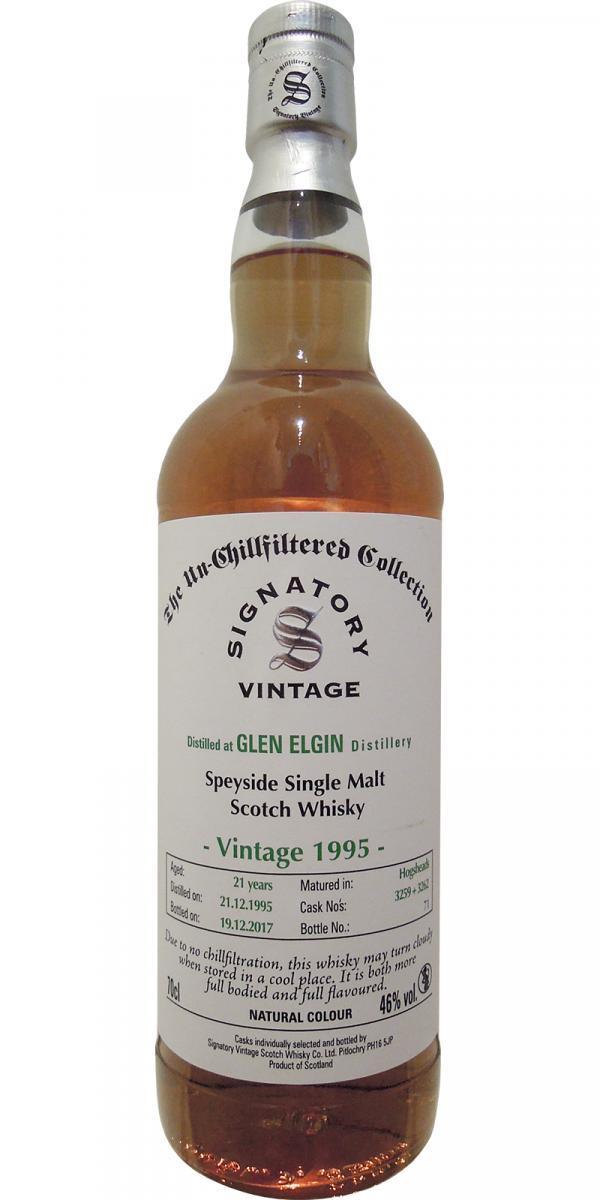 The Un-Chillfiltered Collection
S
Signatory Vintage
The Un-Chillfiltered Collection
SIGNATORY
S
VINTAGE
Distilled at GLEN ELGIN Distillery
Speyside Single Malt
Scotch Whisky
- Vintage 1995 -
Aged: 21 years
Distilled on: 21.12.1995
Bottled on: 19.12.2017
Matured in: Hogsheads
Cask No's: 3259 + 3262
Bottle No.: 71
Due to no chillfiltration, this whisky may turn cloudy
when stored in a cool place. It is both more
full bodied and full flavoured.
70cl
46% vol.
NATURAL COLOUR
Casks individually selected and bottled by
Signatory Vintage Scotch Whisky Co. Ltd. Pitlochry PH16 5JP
Product of Scotland